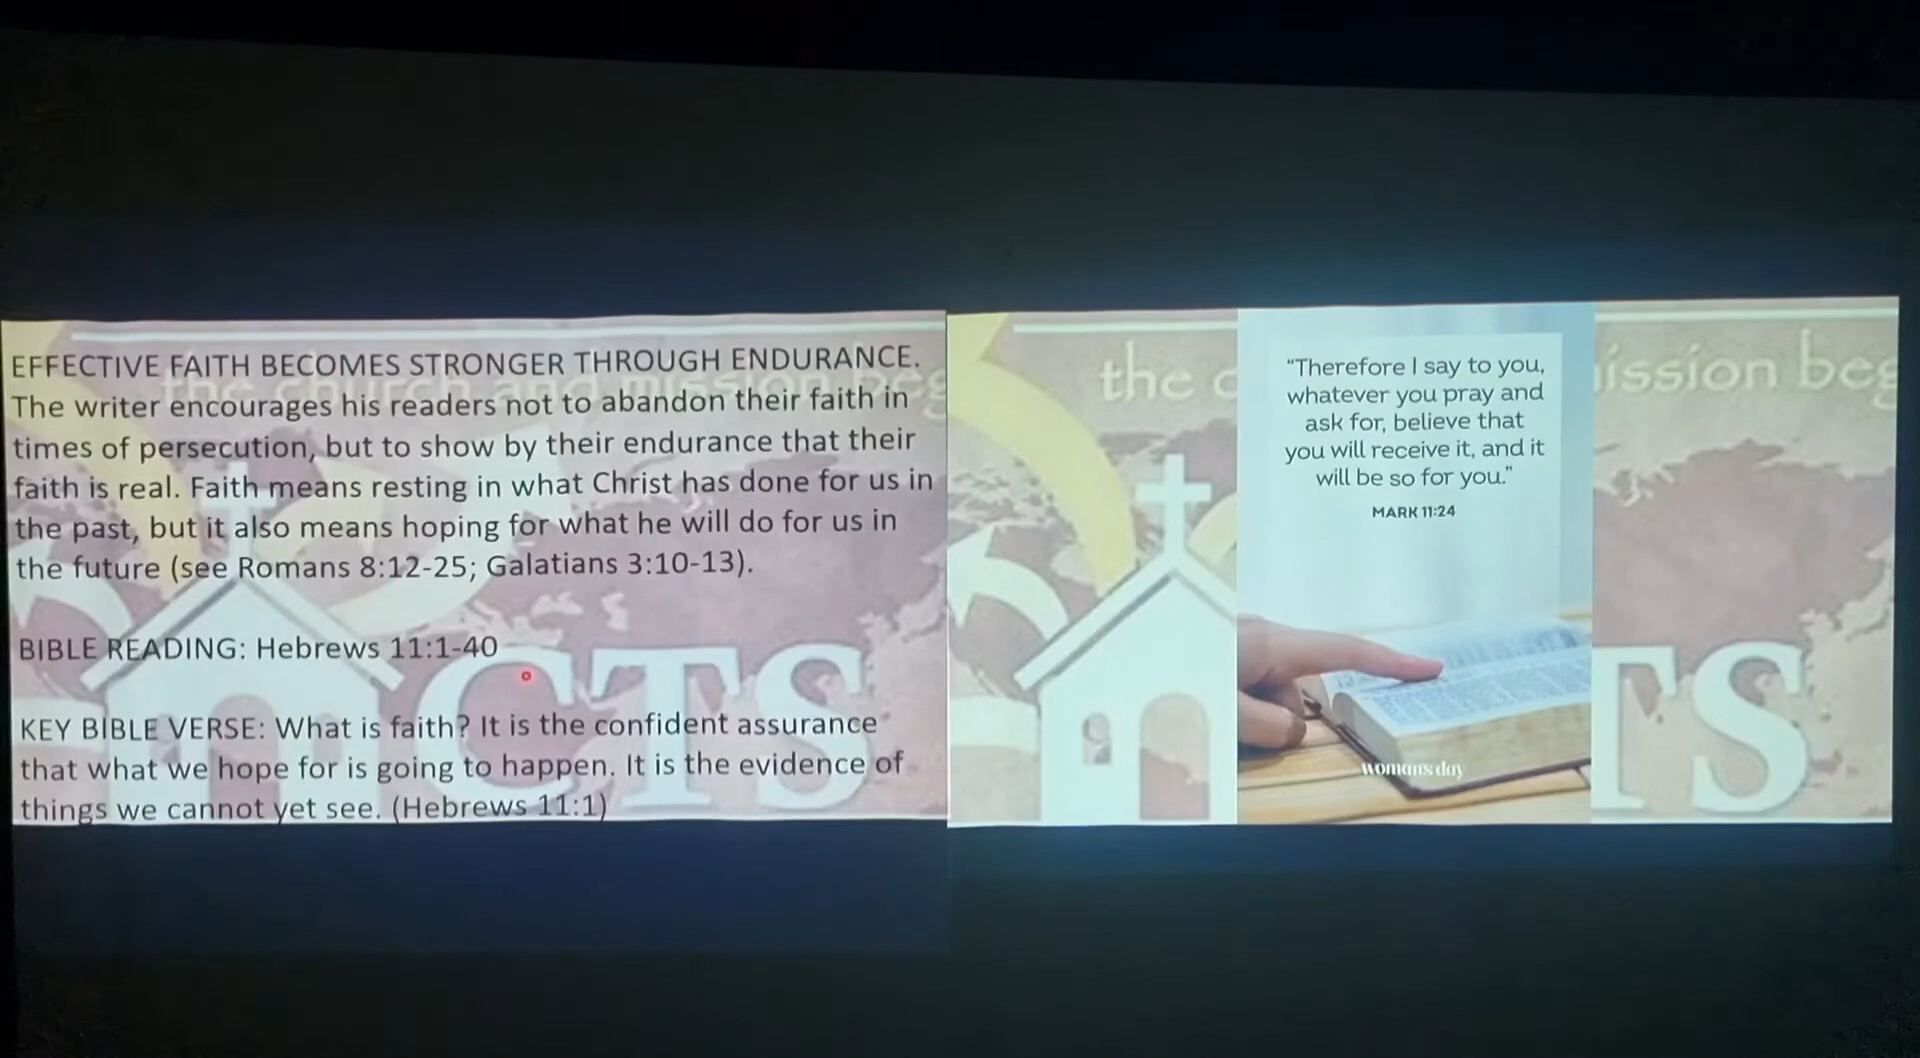 EFFECTIVE FAITH BECOMES STRONGER THROUGH ENDURANCE.
The writer encourages his readers not to abandon their faith in
times of persecution, but to show by their endurance that their
faith is real. Faith means resting in what Christ has done for us in
the past, but it also means hoping for what he will do for us in
the future (see Romans 8:12-25; Galatians 3:10-13).
BIBLE READING: Hebrews 11:1-40
KEY BIBLE VERSE: What is faith? It is the confident assurance
that what we hope for is going to happen. It is the evidence of
things we cannot yet see. (Hebrews 11:1)
the church and mission beg
CTS
“Therefore I say to you,
whatever you pray and
ask for, believe that
you will receive it, and it
will be so for you.”
MARK 11:24
womansday
the c
ission beg
TS